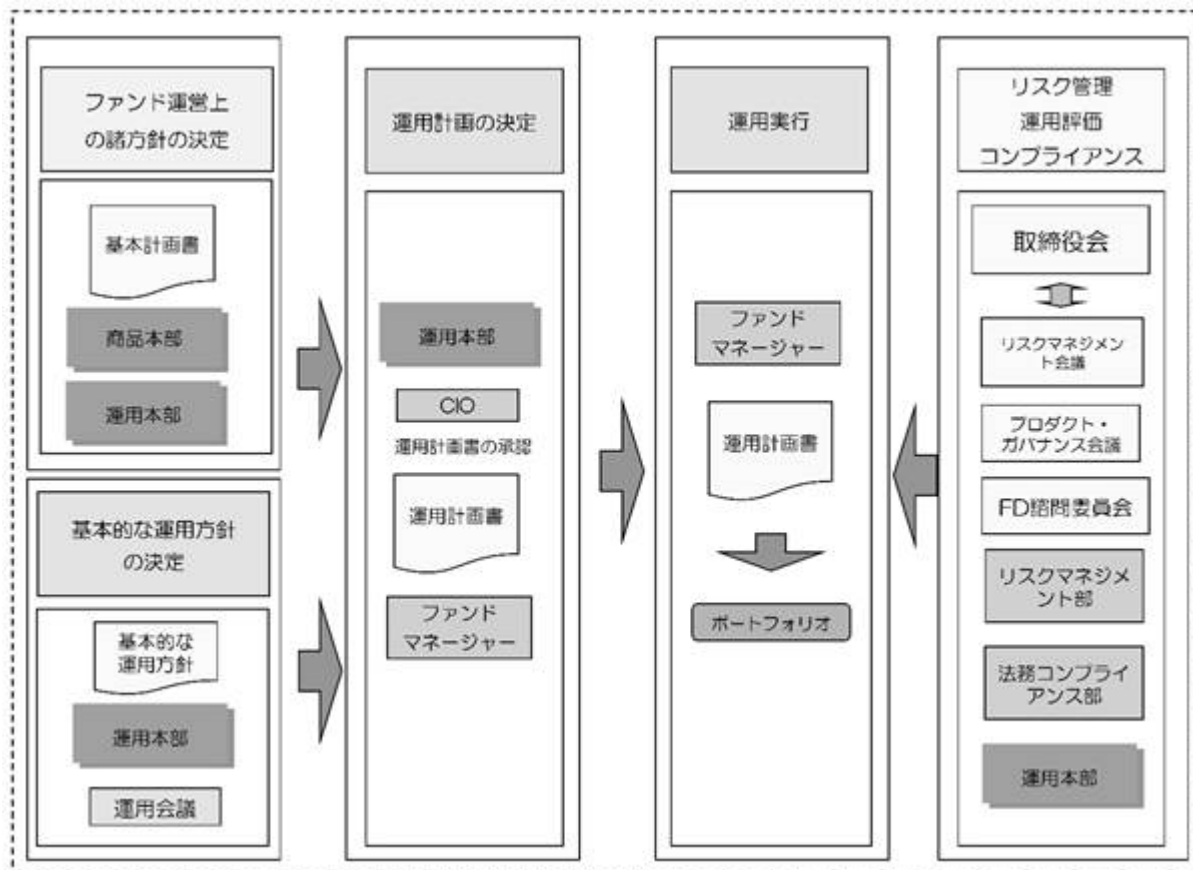 ファンド運営上
の諸方針の決定
基本計画書
商品本部
運用本部
基本的な運用方針
の決定
基本的な
運用方針
運用本部
運用会議
運用計画の決定
運用本部
CIO
運用計画書の承認
運用計画書
ファンド
マネージャー
運用実行
ファンド
マネージャー
運用計画書
ポートフォリオ
リスク管理
運用評価
コンプライアンス
取締役会
リスクマネジメン
ト会議
プロダクト・
ガバナンス会議
FD諮問委員会
リスクマネジメ
ント部
法務コンプライ
アンス部
運用本部